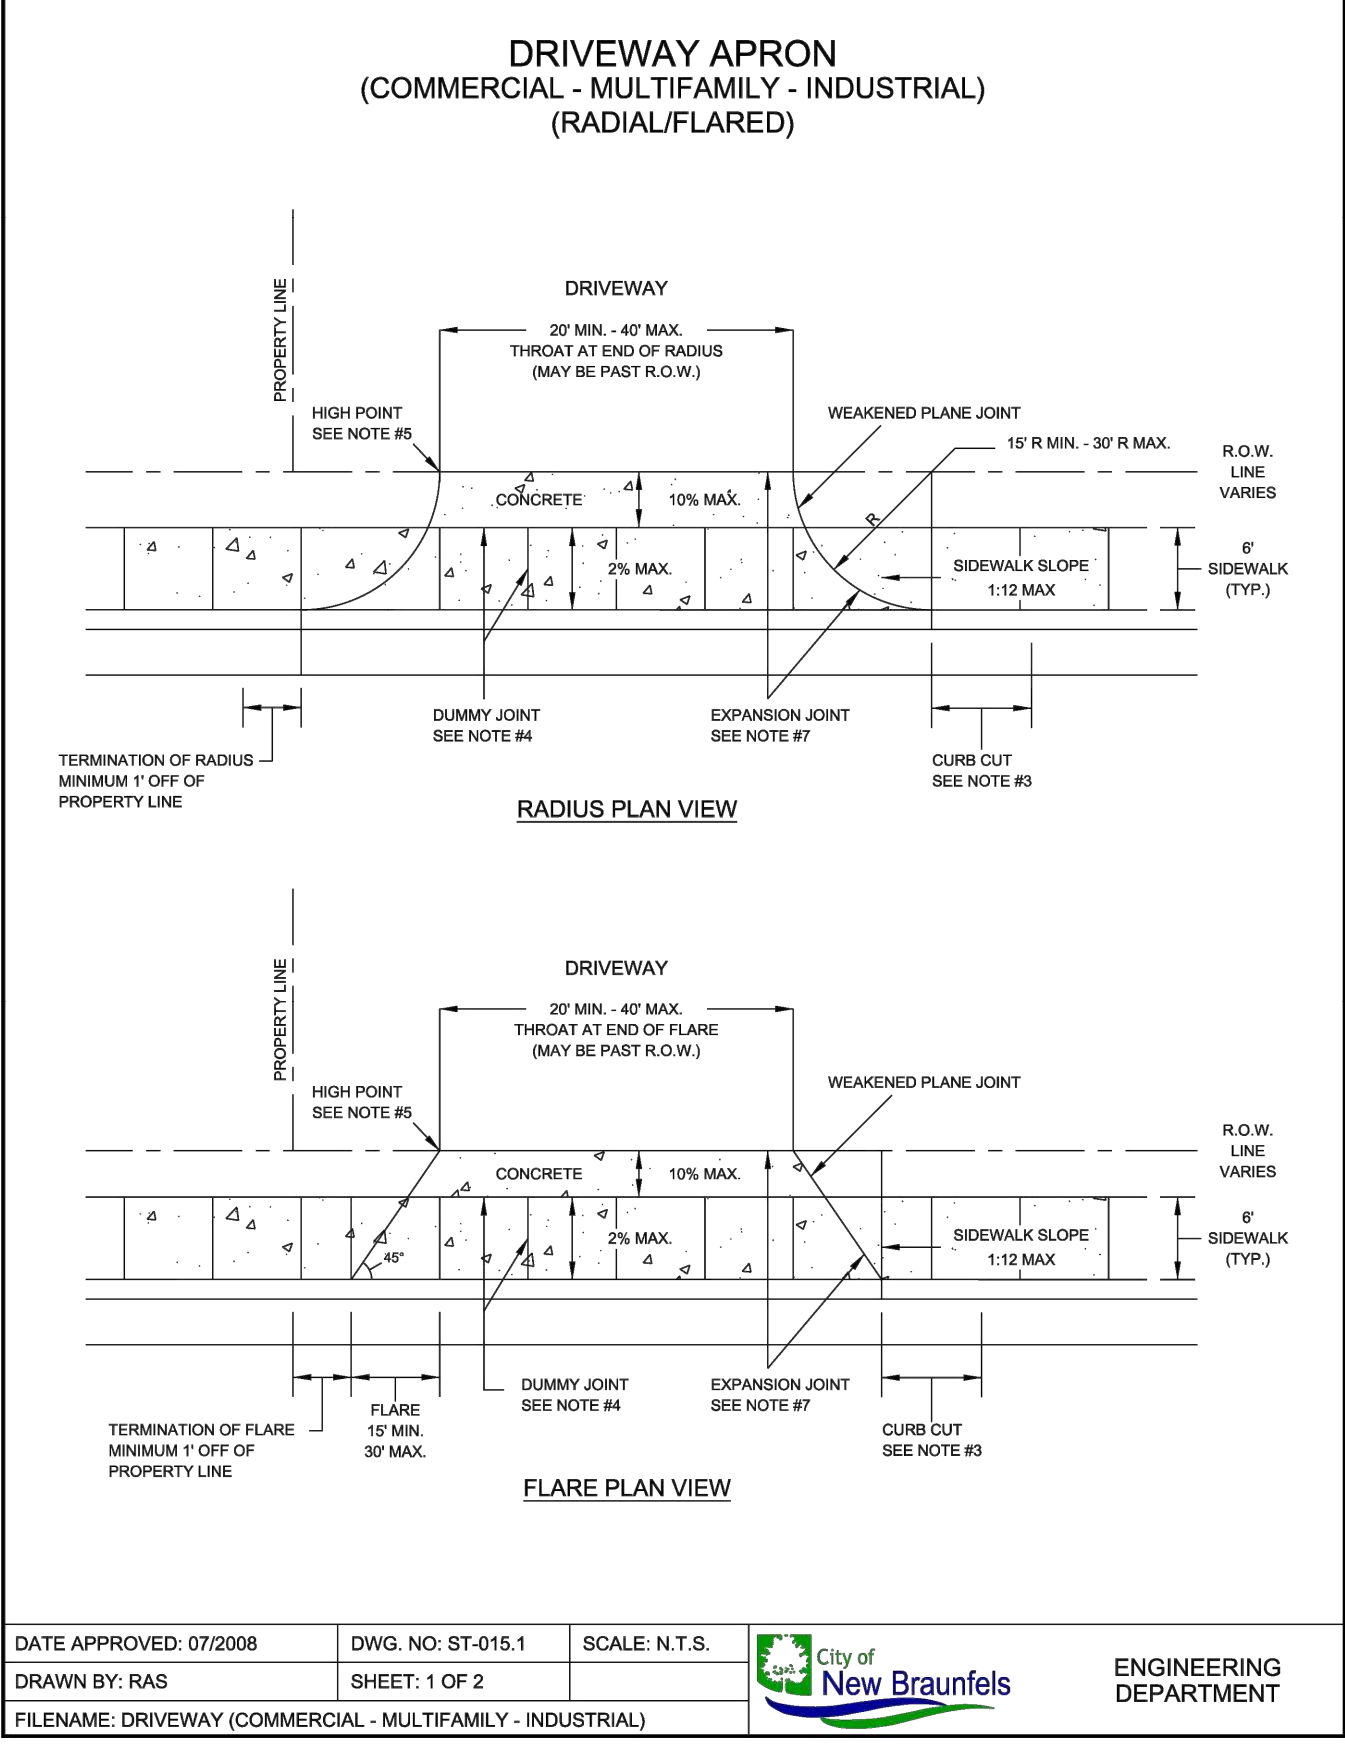 DRIVEWAY APRON
(COMMERCIAL - MULTIFAMILY - INDUSTRIAL)
(RADIAL/FLARED)
PROPERTY LINE
DRIVEWAY
20' MIN. - 40' MAX.
THROAT AT END OF RADIUS
(MAY BE PAST R.O.W.)
HIGH POINT
SEE NOTE #5
WEAKENED PLANE JOINT
15' R MIN. - 30' R MAX.
R.O.W.
LINE
VARIES
CONCRETE
10% MAX.
R
2% MAX.
SIDEWALK SLOPE
1:12 MAX
6'
SIDEWALK
(TYP.)
DUMMY JOINT
SEE NOTE #4
EXPANSION JOINT
SEE NOTE #7
TERMINATION OF RADIUS
MINIMUM 1' OFF OF
PROPERTY LINE
CURB CUT
SEE NOTE #3
RADIUS PLAN VIEW
PROPERTY LINE
DRIVEWAY
20' MIN. - 40' MAX.
THROAT AT END OF FLARE
(MAY BE PAST R.O.W.)
HIGH POINT
SEE NOTE #5
WEAKENED PLANE JOINT
R.O.W.
LINE
VARIES
CONCRETE
10% MAX.
45°
2% MAX.
SIDEWALK SLOPE
1:12 MAX
6'
SIDEWALK
(TYP.)
DUMMY JOINT
SEE NOTE #4
EXPANSION JOINT
SEE NOTE #7
FLARE
15' MIN.
30' MAX.
TERMINATION OF FLARE
MINIMUM 1' OFF OF
PROPERTY LINE
CURB CUT
SEE NOTE #3
FLARE PLAN VIEW
DATE APPROVED: 07/2008
DWG. NO: ST-015.1
SCALE: N.T.S.
DRAWN BY: RAS
SHEET: 1 OF 2
FILENAME: DRIVEWAY (COMMERCIAL - MULTIFAMILY - INDUSTRIAL)
City of
New Braunfels
ENGINEERING
DEPARTMENT